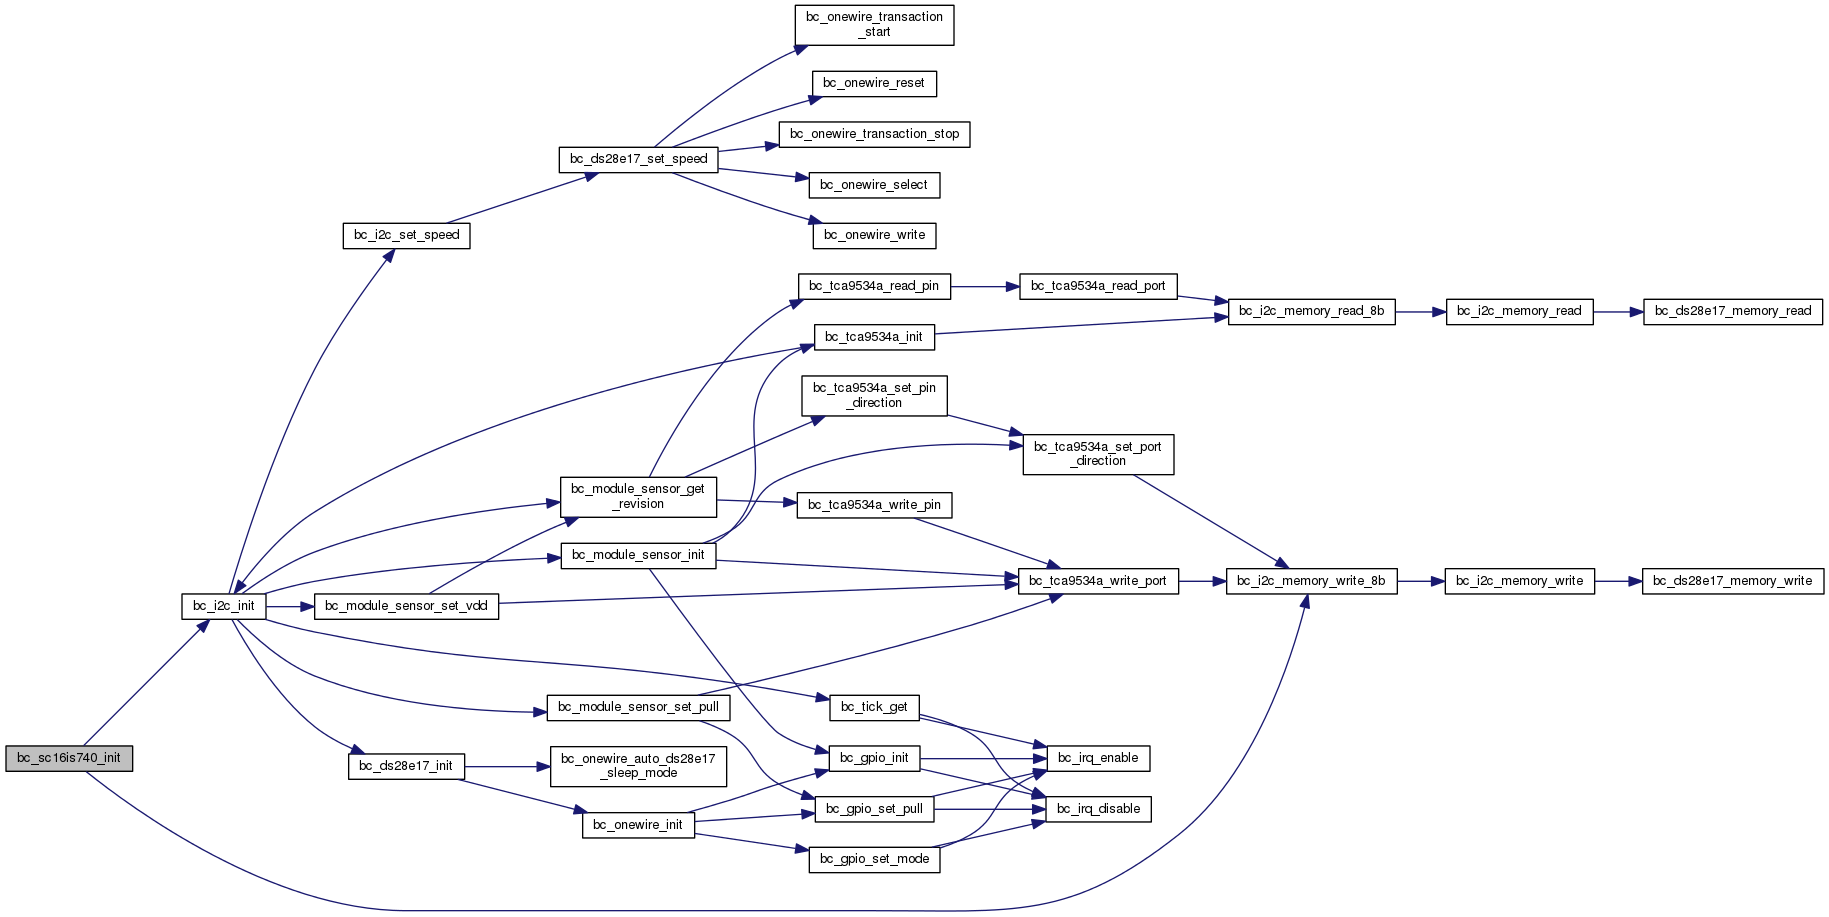 bc_onewire_transaction
_start
bc_onewire_reset
bc_onewire_transaction_stop
bc_ds28e17_set_speed
bc_onewire_select
bc_i2c_set_speed
bc_onewire_write
bc_tca9534a_read_pin
bc_tca9534a_read_port
bc_i2c_memory_read_8b
bc_i2c_memory_read
bc_ds28e17_memory_read
bc_tca9534a_init
bc_tca9534a_set_pin
_direction
bc_tca9534a_set_port
_direction
bc_module_sensor_get
_revision
bc_tca9534a_write_pin
bc_module_sensor_init
bc_tca9534a_write_port
bc_i2c_memory_write_8b
bc_i2c_memory_write
bc_ds28e17_memory_write
bc_i2c_init
bc_module_sensor_set_vdd
bc_module_sensor_set_pull
bc_tick_get
bc_sc16is740_init
bc_ds28e17_init
bc_onewire_auto_ds28e17
_sleep_mode
bc_gpio_init
bc_irq_enable
bc_gpio_set_pull
bc_irq_disable
bc_onewire_init
bc_gpio_set_mode